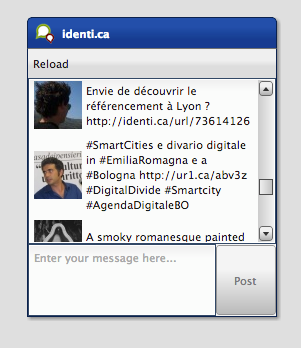 identi.ca
Reload
Envie de découvrir le
référencement à Lyon ?
http://identi.ca/url/73614126
#SmartCities e divario digitale
in #EmiliaRomagna e a
#Bologna http://ur1.ca/abv3z
#DigitalDivide #Smartcity
#AgendaDigitaleBO
A smoky romanesque painted
Enter your message here...
Post